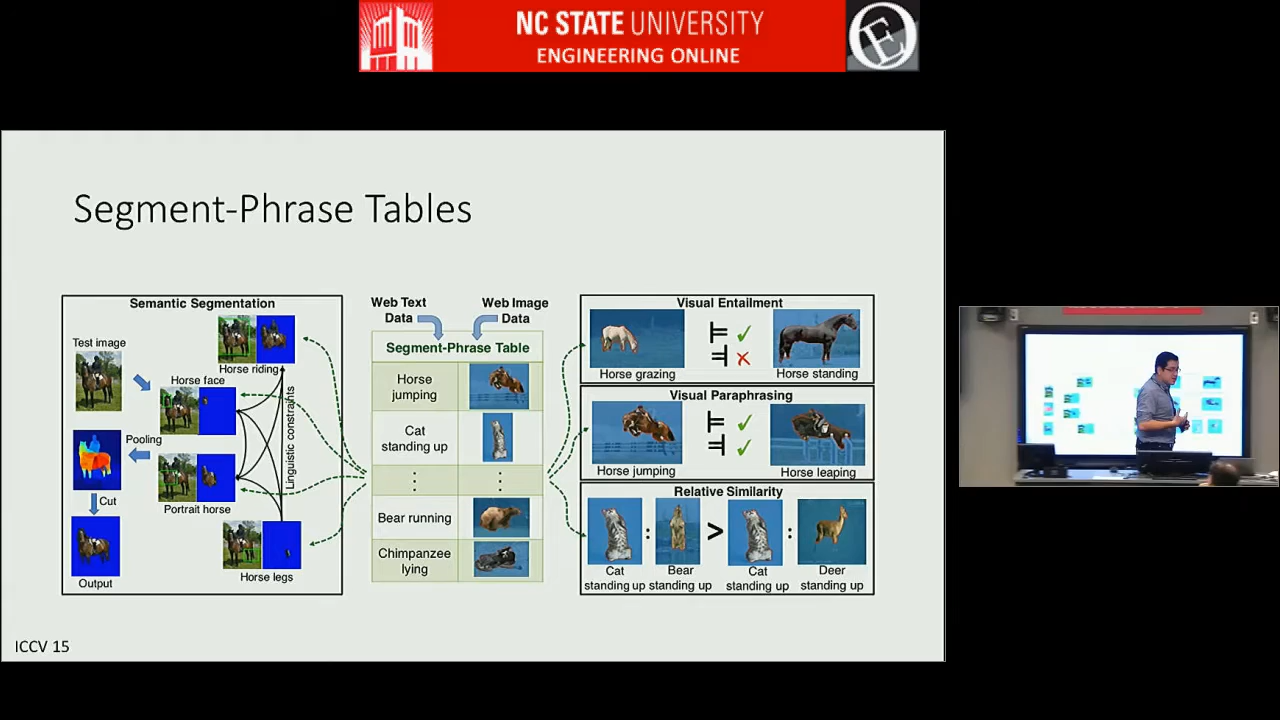 NC STATE UNIVERSITY
ENGINEERING ONLINE
Segment-Phrase Tables
Semantic Segmentation
Test image
Horse riding
Horse face
Linguistic constraints
Pooling
Portrait horse
Cut
Output
Horse legs
Web Text
Data
Web Image
Data
Segment-Phrase Table
Horse
jumping
Cat
standing up
Bear running
Chimpanzee
lying
Visual Entailment
Horse grazing
Horse standing
Visual Paraphrasing
Horse jumping
Horse leaping
Relative Similarity
: > :
Cat
standing up
Bear
standing up
Cat
standing up
Deer
standing up
ICCV 15